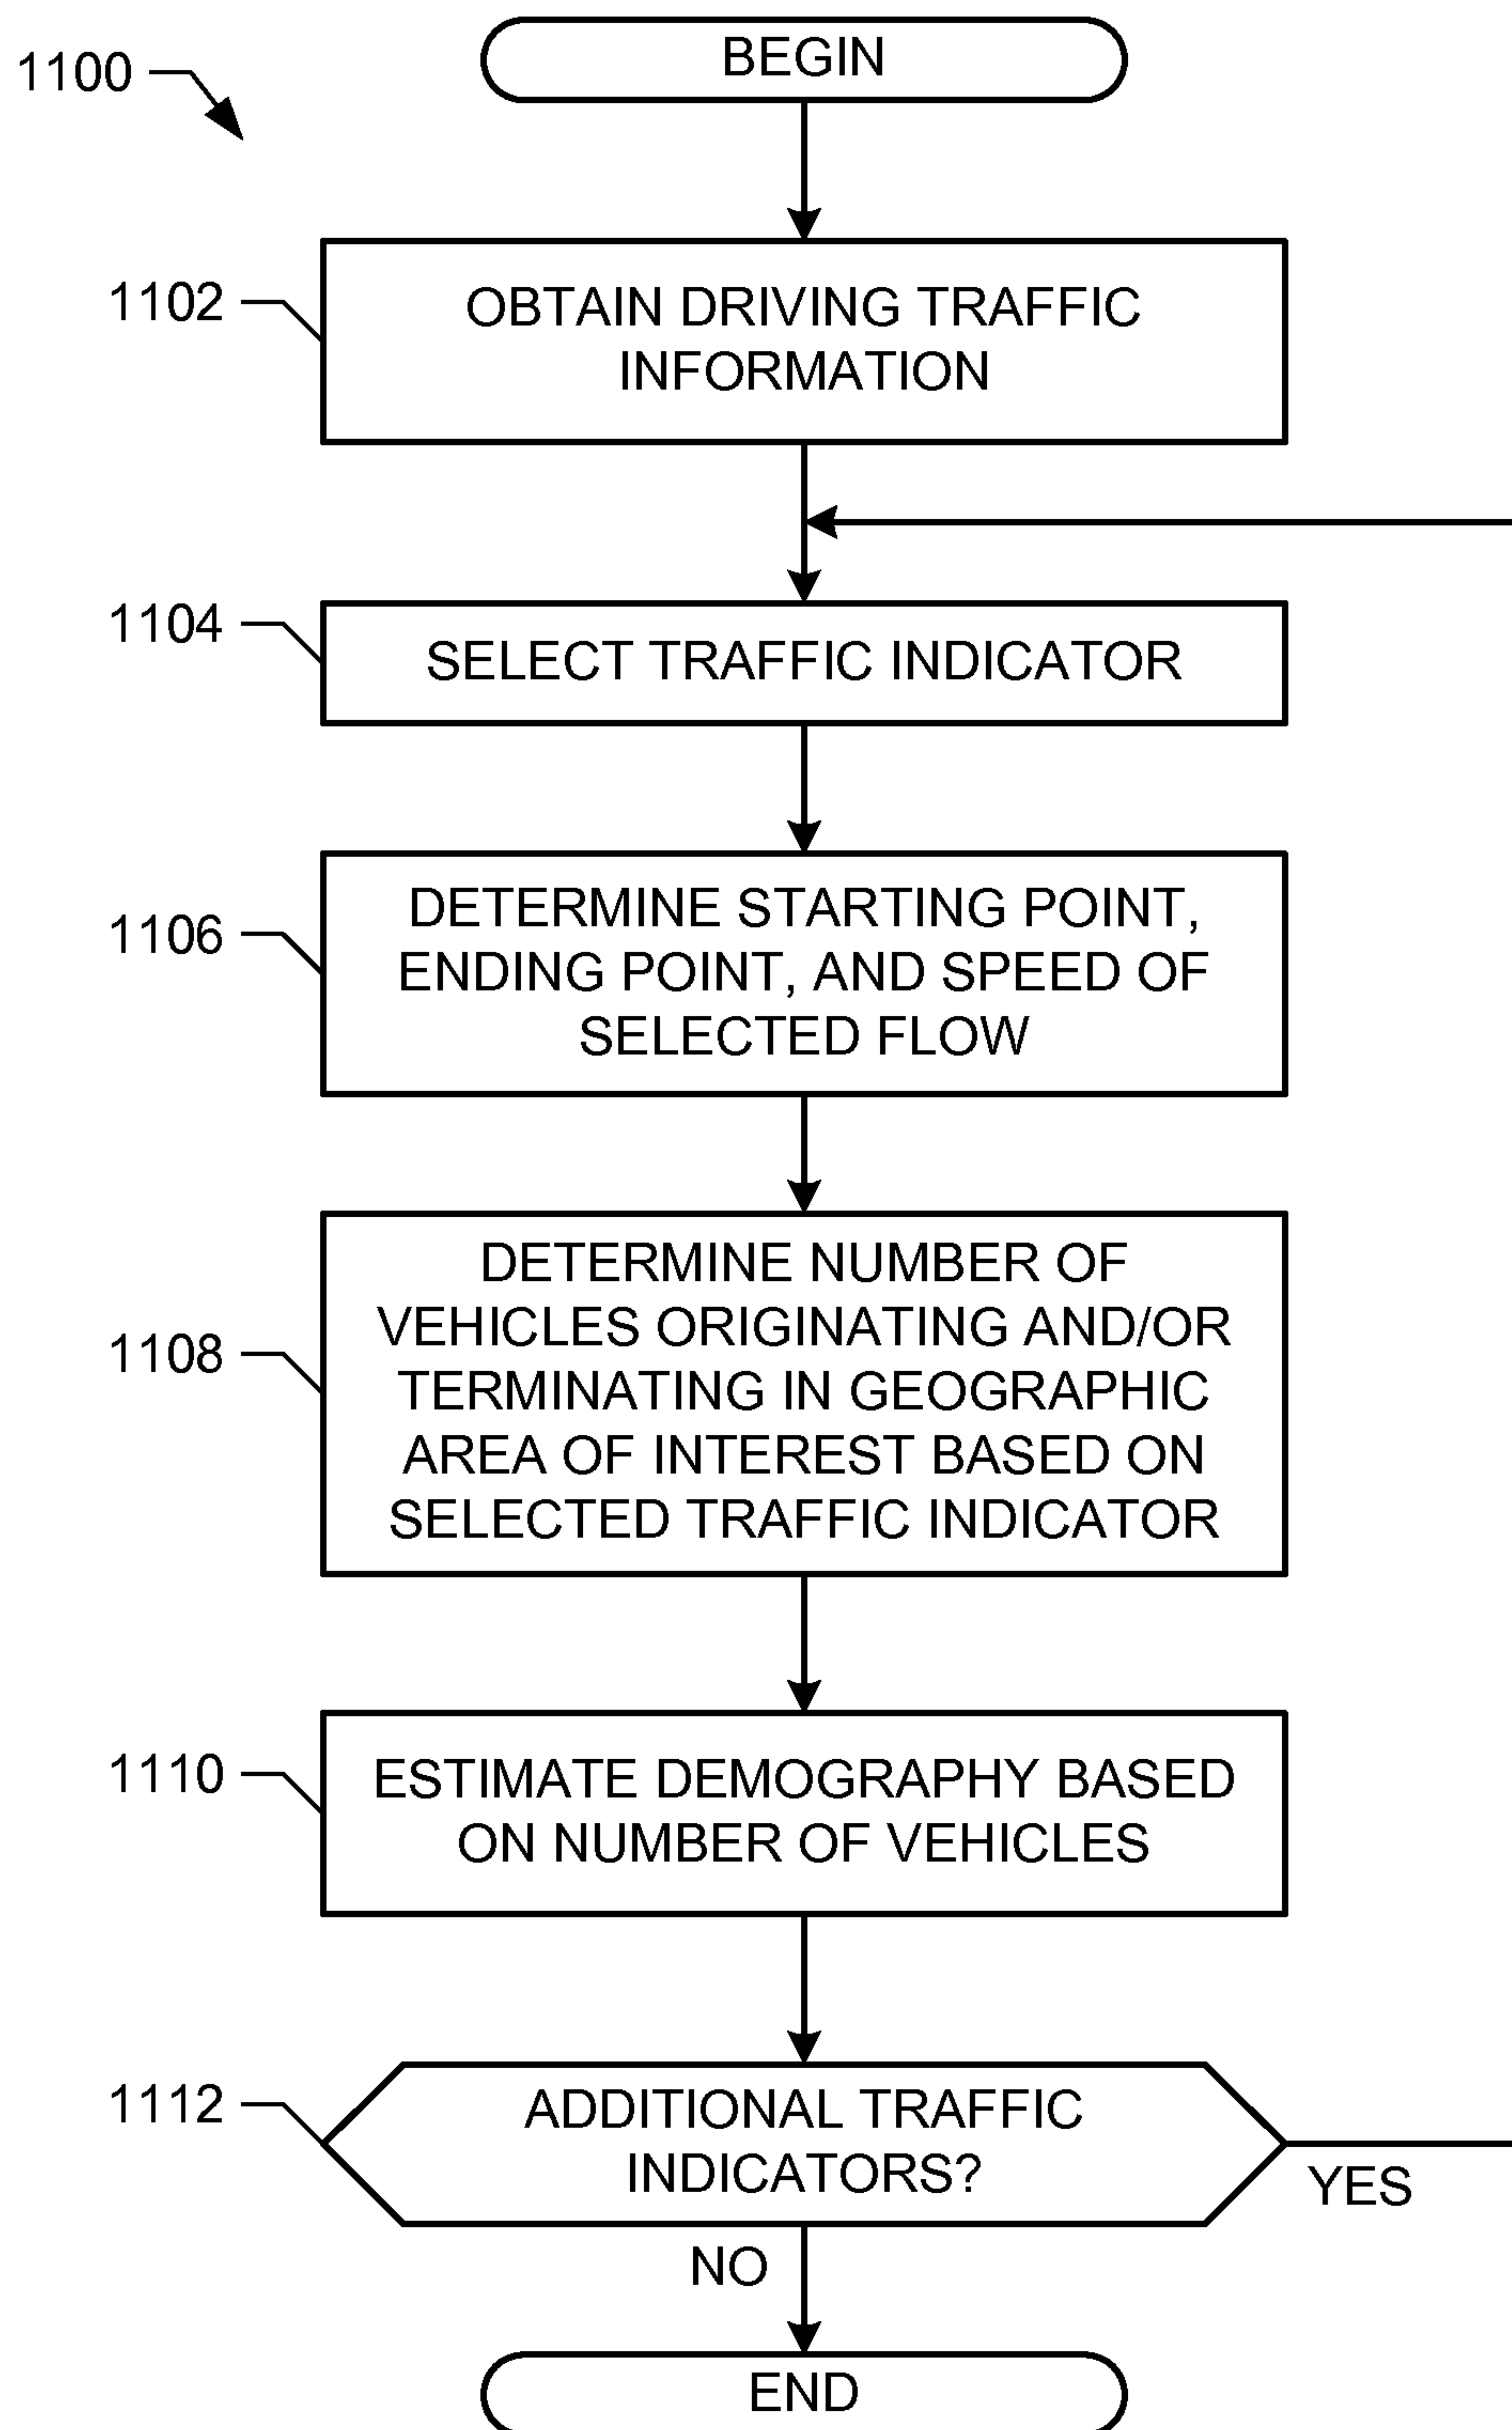 1100
BEGIN
1102
OBTAIN DRIVING TRAFFIC
INFORMATION
1104
SELECT TRAFFIC INDICATOR
1106
DETERMINE STARTING POINT,
ENDING POINT, AND SPEED OF
SELECTED FLOW
1108
DETERMINE NUMBER OF
VEHICLES ORIGINATING AND/OR
TERMINATING IN GEOGRAPHIC
AREA OF INTEREST BASED ON
SELECTED TRAFFIC INDICATOR
1110
ESTIMATE DEMOGRAPHY BASED
ON NUMBER OF VEHICLES
1112
ADDITIONAL TRAFFIC
INDICATORS?
YES
NO
END